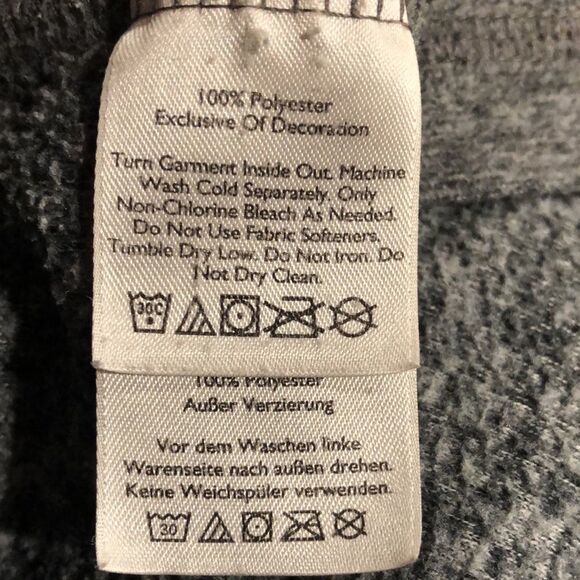 100% Polyester
Exclusive Of Decoration
Turn Garment Inside Out. Machine
Wash Cold Separately. Only
Non-Chlorine Bleach As Needed.
Do Not Use Fabric Softeners.
Tumble Dry Low. Do Not Iron. Do
Not Dry Clean.
30C
100% Polyester
Außer Verzierung
Vor dem Waschen linke
Warenseite nach außen drehen.
Keine Weichspüler verwenden.
30